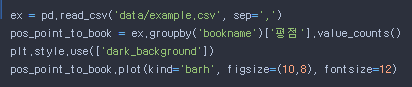 ex = pd.read_csv('data/example.csv', sep=',')
pos_point_to_book = ex.groupby('bookname')['평점'].value_counts()
plt.style.use(['dark_background'])
pos_point_to_book.plot(kind='barh', figsize=(10,8), fontsize=12)